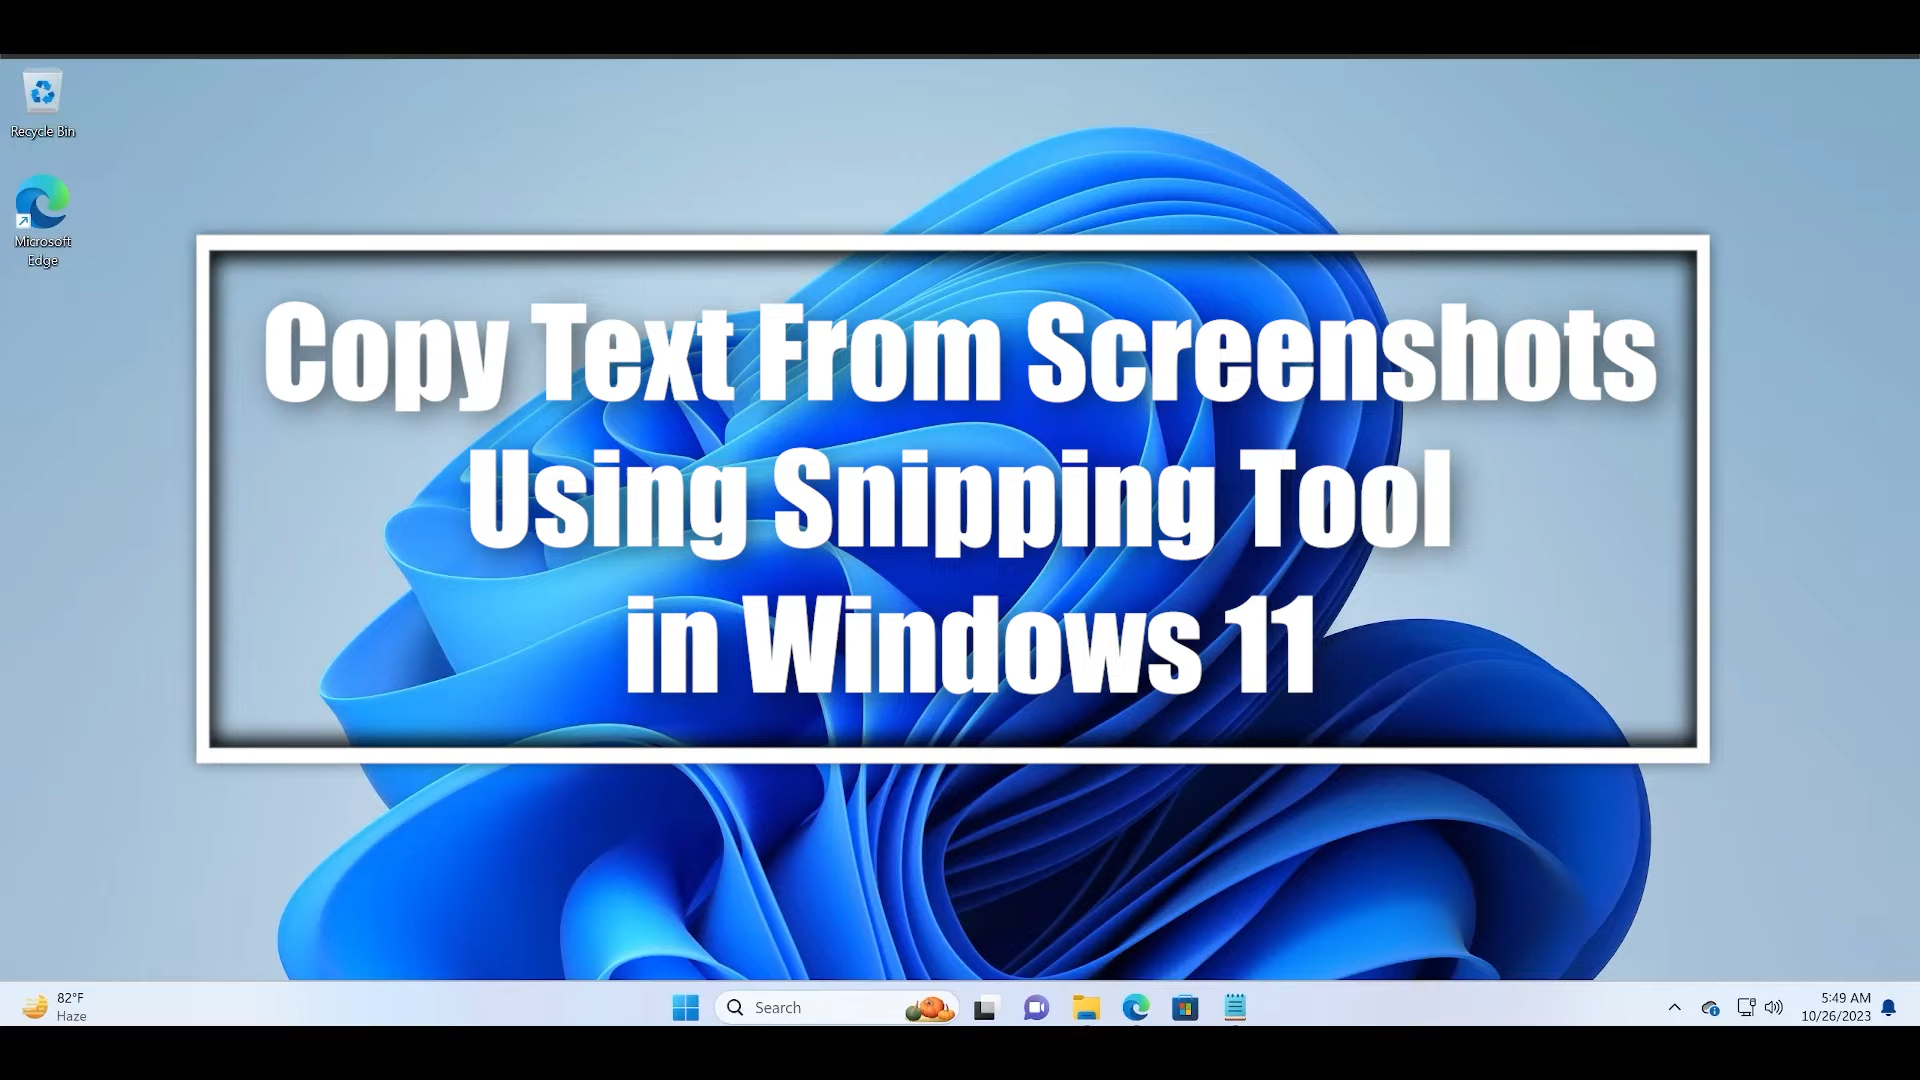 Recycle Bin
Microsoft
Edge
Copy Text From Screenshots
Using Snipping Tool
in Windows 11
82°F
Haze
Search
5:49 AM
10/26/2023